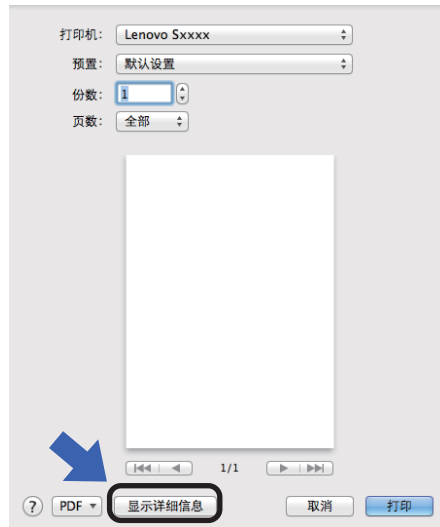 打印机: Lenovo Sxxxx
预置: 默认设置
份数: 1
页数: 全部
1/1
? PDF 显示详细信息 取消 打印